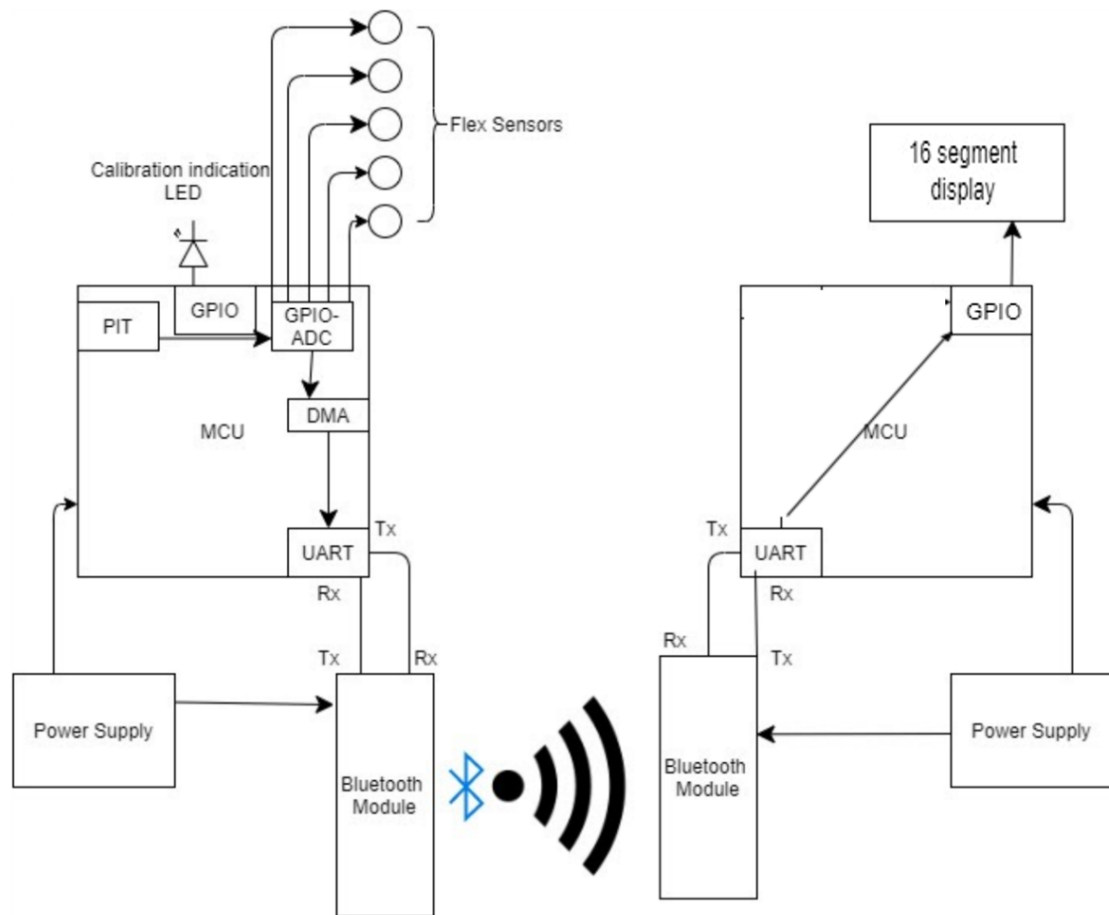 Flex Sensors
Calibration indication
LED
16 segment
display
PIT
GPIO
GPIO-
ADC
GPIO
DMA
MCU
MCU
Tx
UART
Rx
Tx
UART
Rx
Tx
Rx
Rx
Tx
Power Supply
Bluetooth
Module
Bluetooth
Module
Power Supply